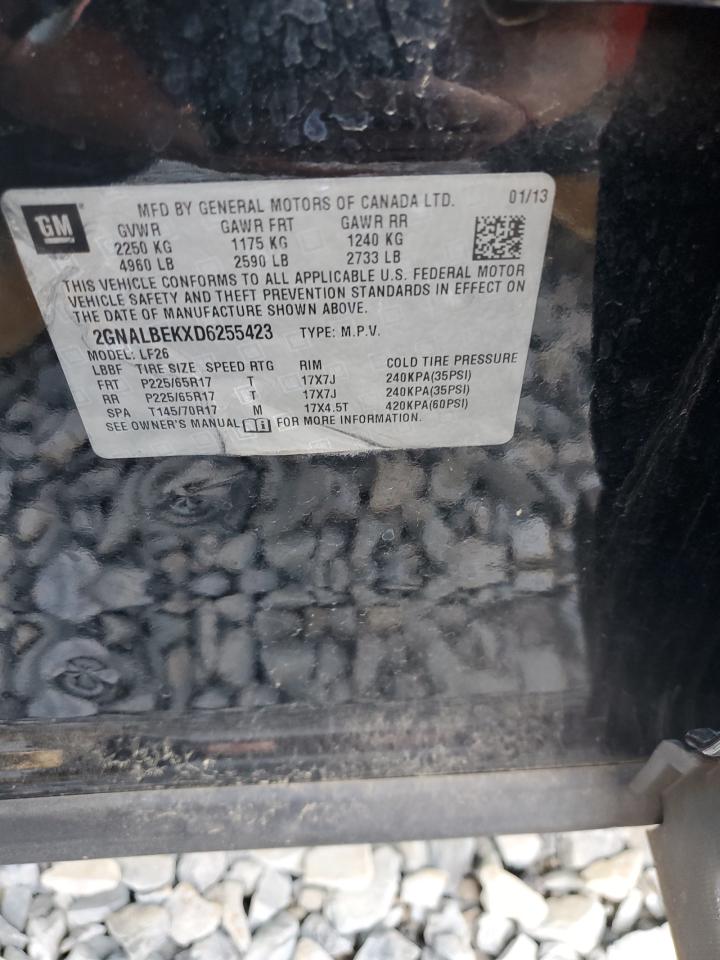 GM
MFD BY GENERAL MOTORS OF CANADA LTD. 01/13
GVWR GAWR FRT GAWR RR
2250 KG 1175 KG 1240 KG
4960 LB 2590 LB 2733 LB
THIS VEHICLE CONFORMS TO ALL APPLICABLE U.S. FEDERAL MOTOR
VEHICLE SAFETY AND THEFT PREVENTION STANDARDS IN EFFECT ON
THE DATE OF MANUFACTURE SHOWN ABOVE.
2GNALBEKXD6255423 TYPE: M.P.V.
MODEL: LF26
LBBF TIRE SIZE SPEED RTG RIM COLD TIRE PRESSURE
FRT P225/65R17 T 17X7J 240KPA(35PSI)
RR P225/65R17 T 17X7J 240KPA(35PSI)
SPA T145/70R17 M 17X4.5T 420KPA(60PSI)
SEE OWNER'S MANUAL FOR MORE INFORMATION.